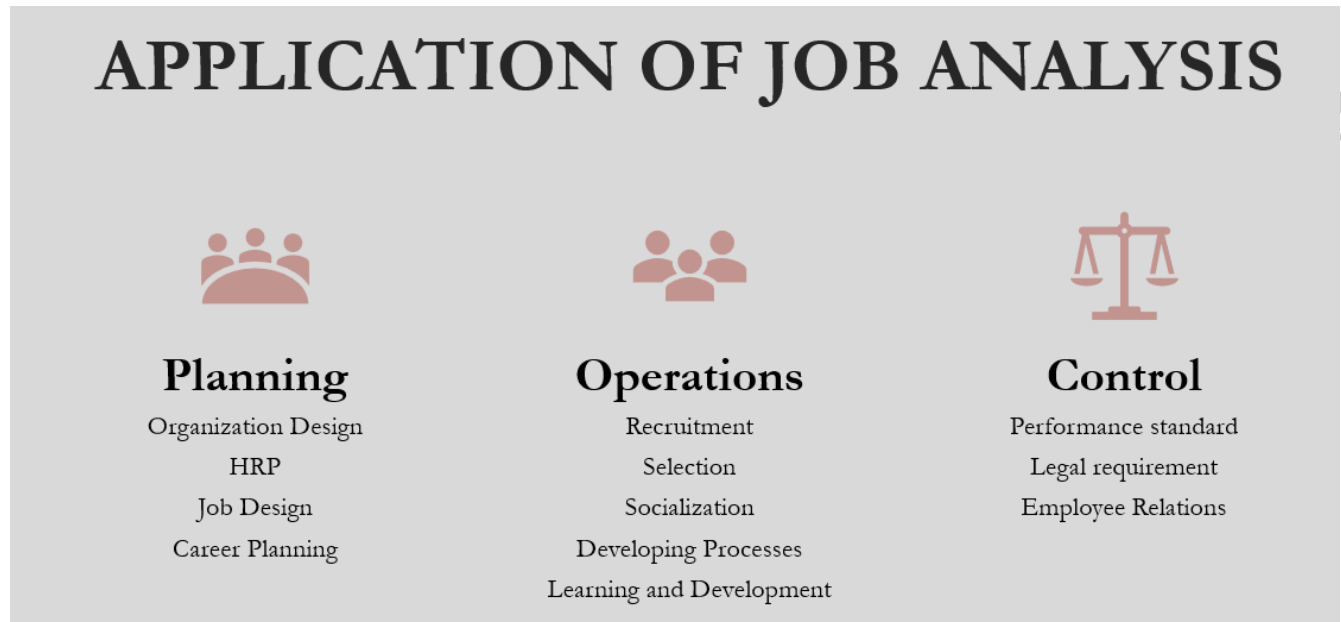 APPLICATION OF JOB ANALYSIS
Planning
Organization Design
HRP
Job Design
Career Planning
Operations
Recruitment
Selection
Socialization
Developing Processes
Learning and Development
Control
Performance standard
Legal requirement
Employee Relations